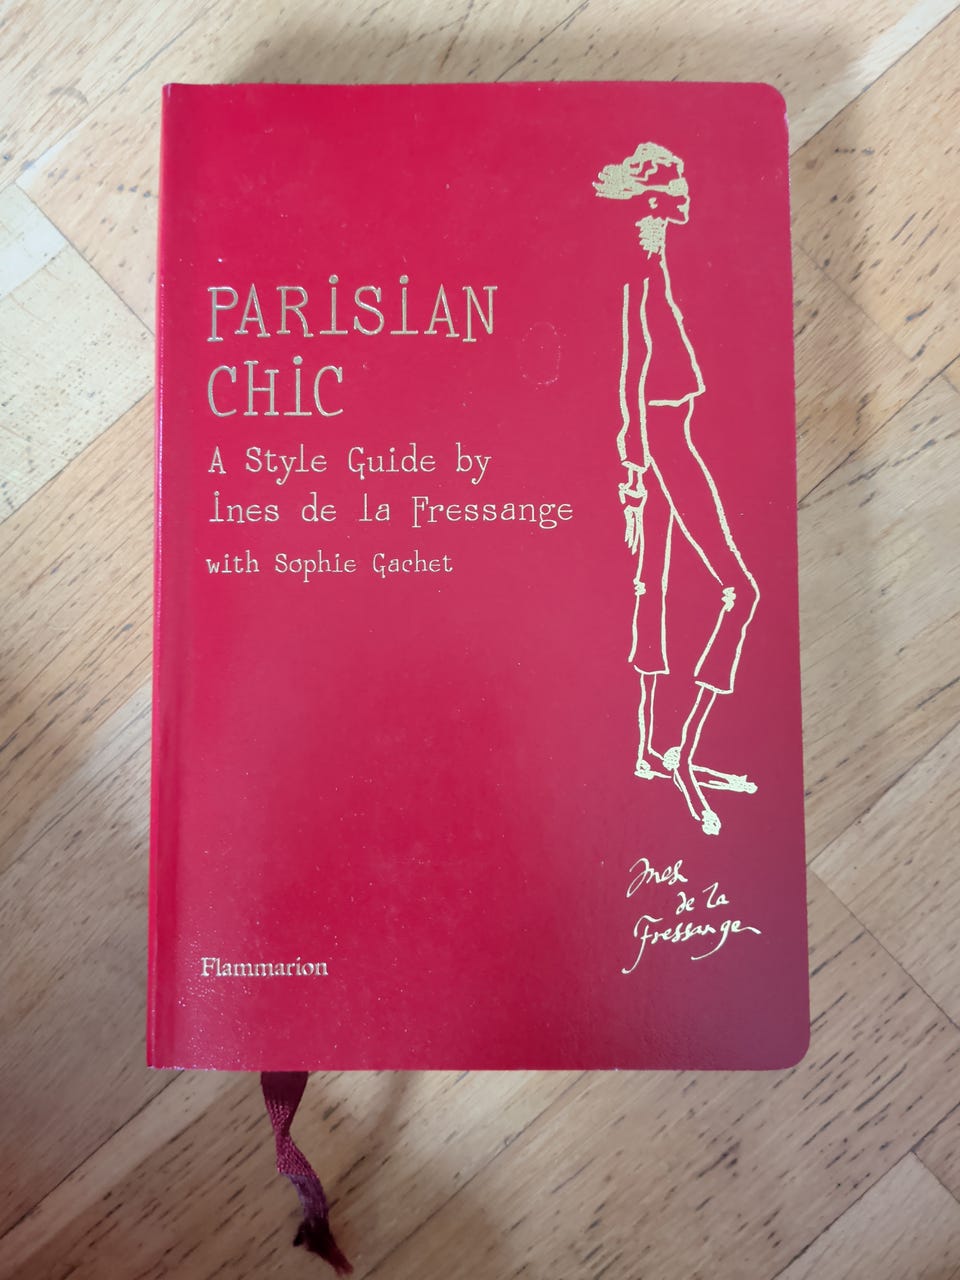 PARiSiAN
CHiC
A Style Guide by
ines de la Fressange
with Sophie Gachet
Ines
de la
Fressange
Flammarion